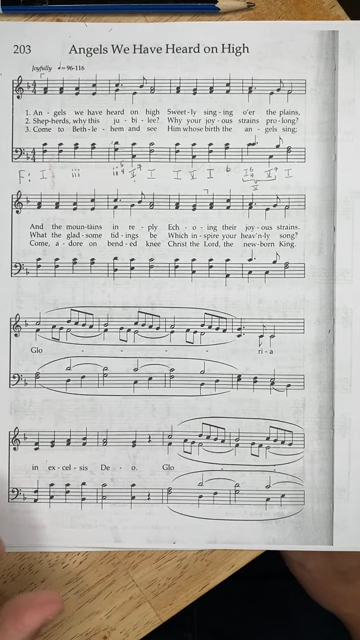 203 Angels We Have Heard on High
Joyfully ♩= 96-116
1. An - gels we have heard on high Sweet - ly sing - ing o'er the plains,
2. Shep-herds, why this ju - bi - lee? Why your joy - ous strains pro - long?
3. Come to Beth - le - hem and see Him whose birth the an - gels sing;
F: I iii
And the moun-tains in re - ply Ech - o - ing their joy - ous strains.
What the glad - some tid - ings be Which in - spire your heav'n-ly song?
Come, a - dore on bend - ed knee Christ the Lord, the new-born King.
Glo - - - - - ri - a
in ex - cel - sis De - o. Glo - - -